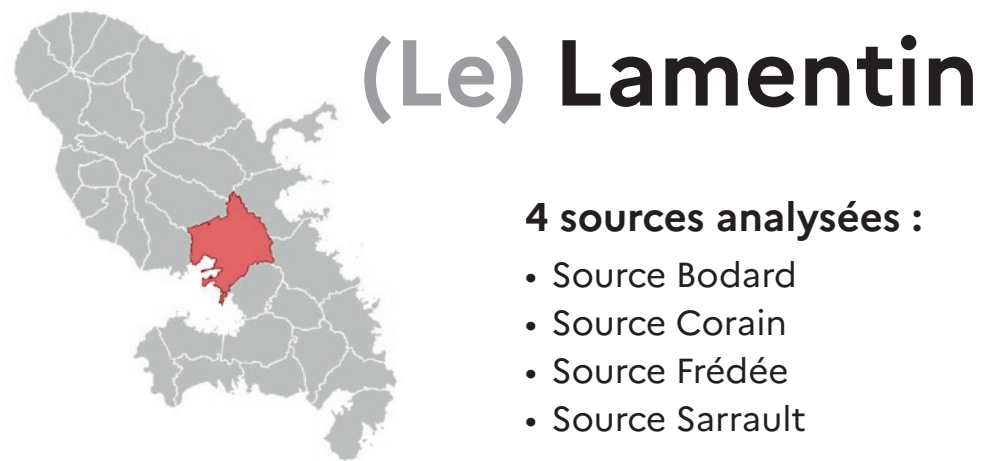 (Le) Lamentin
4 sources analysées :
• Source Bodard
• Source Corain
• Source Frédée
• Source Sarrault